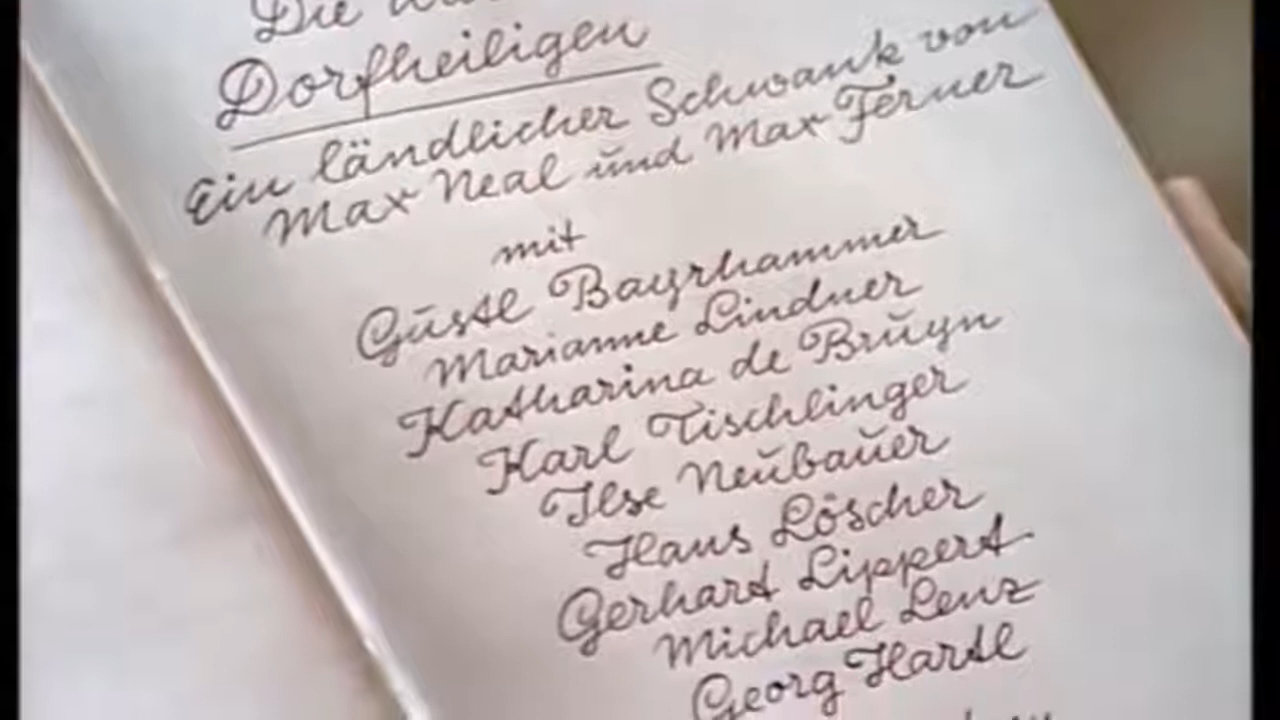 Die
Dorfheiligen
Ein ländlicher Schwank von
Max Neal und Max Ferner
mit
Gustl Bayrhammer
Marianne Lindner
Katharina de Bruyn
Karl Tischlinger
Ilse Neubauer
Hans Löscher
Gerhart Lippert
Michael Lenz
Georg Hartl